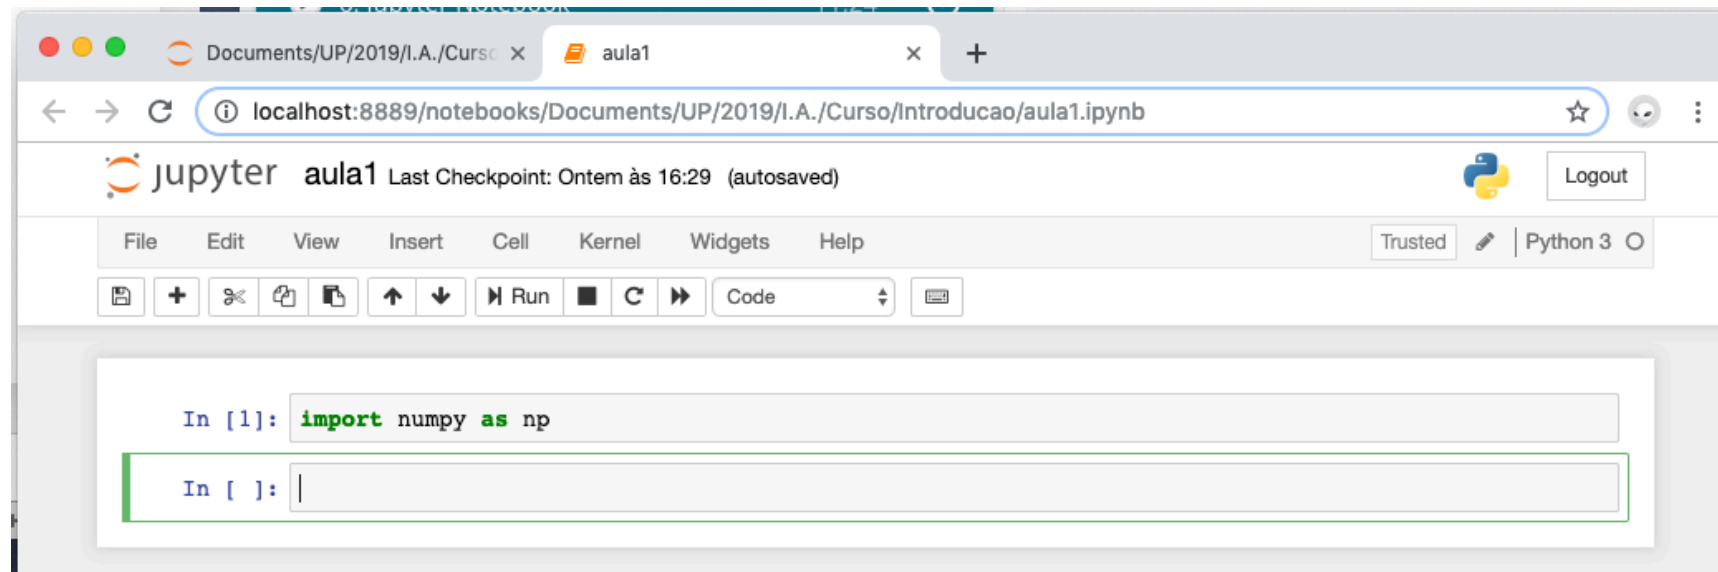 Documents/UP/2019/I.A./Curso
aula1
localhost:8889/notebooks/Documents/UP/2019/I.A./Curso/Introducao/aula1.ipynb
jupyter aula1 Last Checkpoint: Ontem às 16:29 (autosaved)
Logout
File Edit View Insert Cell Kernel Widgets Help Trusted Python 3
Run Code
In [1]: import numpy as np
In [ ]: